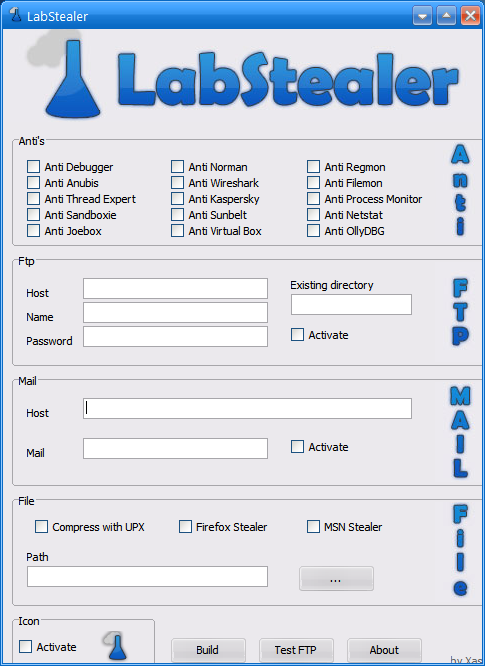 LabStealer
LabStealer
Anti's
Anti Debugger Anti Norman Anti Regmon
Anti Anubis Anti Wireshark Anti Filemon
Anti Thread Expert Anti Kaspersky Anti Process Monitor
Anti Sandboxie Anti Sunbelt Anti Netstat
Anti Joebox Anti Virtual Box Anti OllyDBG
Anti
Ftp
Host
Existing directory
Name
Password
Activate
FTP
Mail
Host
Mail
Activate
MAIL
File
Compress with UPX Firefox Stealer MSN Stealer
Path
...
File
Icon
Activate
Build Test FTP About
by Xas